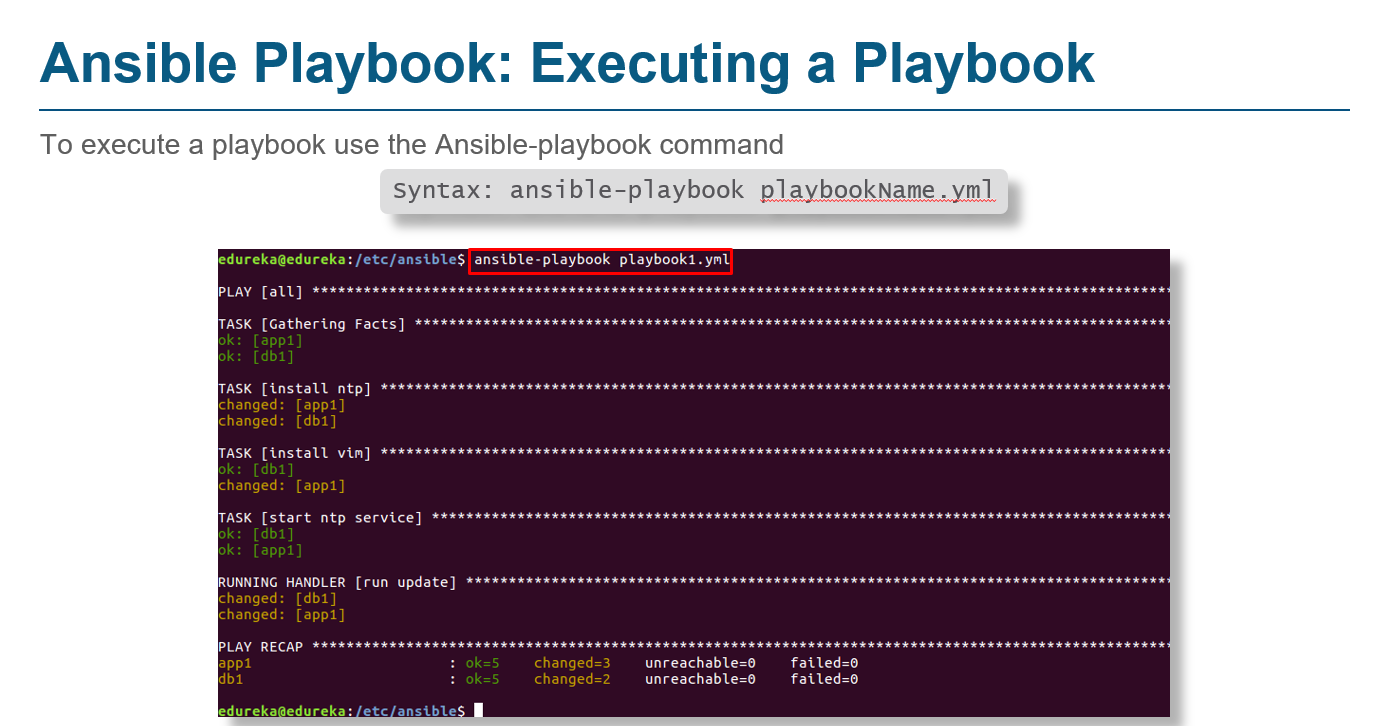 Ansible Playbook: Executing a Playbook
To execute a playbook use the Ansible-playbook command
Syntax: ansible-playbook playbookName.yml
edureka@edureka:/etc/ansible$ ansible-playbook playbook1.yml
PLAY [all] *****************************************************************************************************
TASK [Gathering Facts] *****************************************************************************************
ok: [app1]
ok: [db1]
TASK [install ntp] *********************************************************************************************
changed: [app1]
changed: [db1]
TASK [install vim] *********************************************************************************************
ok: [db1]
changed: [app1]
TASK [start ntp service] ***************************************************************************************
ok: [db1]
ok: [app1]
RUNNING HANDLER [run update] ***********************************************************************************
changed: [db1]
changed: [app1]
PLAY RECAP *****************************************************************************************************
app1                       : ok=5    changed=3    unreachable=0    failed=0
db1                        : ok=5    changed=2    unreachable=0    failed=0
edureka@edureka:/etc/ansible$